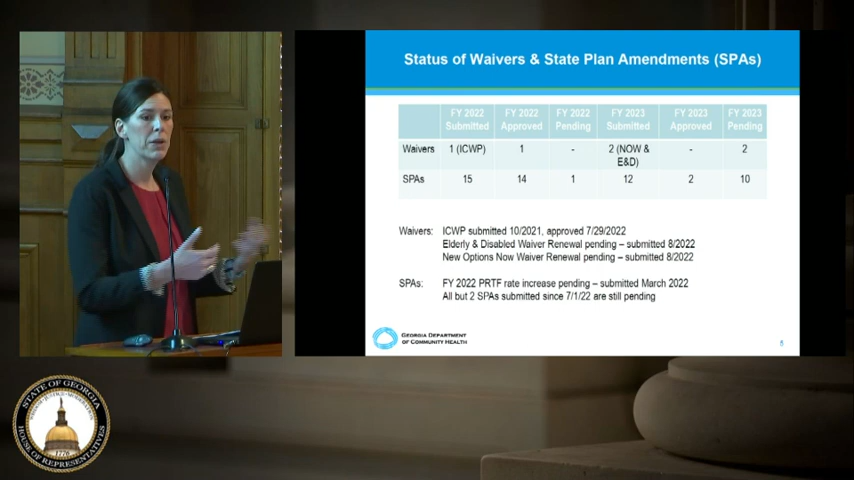 Status of Waivers & State Plan Amendments (SPAs)
FY 2022 Submitted
FY 2022 Approved
FY 2022 Pending
FY 2023 Submitted
FY 2023 Approved
FY 2023 Pending
Waivers 1 (ICWP) 1 - 2 (NOW & E&D) - 2
SPAs 15 14 1 12 2 10
Waivers: ICWP submitted 10/2021, approved 7/29/2022
Elderly & Disabled Waiver Renewal pending – submitted 8/2022
New Options Now Waiver Renewal pending – submitted 8/2022
SPAs: FY 2022 PRTF rate increase pending – submitted March 2022
All but 2 SPAs submitted since 7/1/22 are still pending
GEORGIA DEPARTMENT
OF COMMUNITY HEALTH
STATE OF GEORGIA
HOUSE OF REPRESENTATIVES
1776